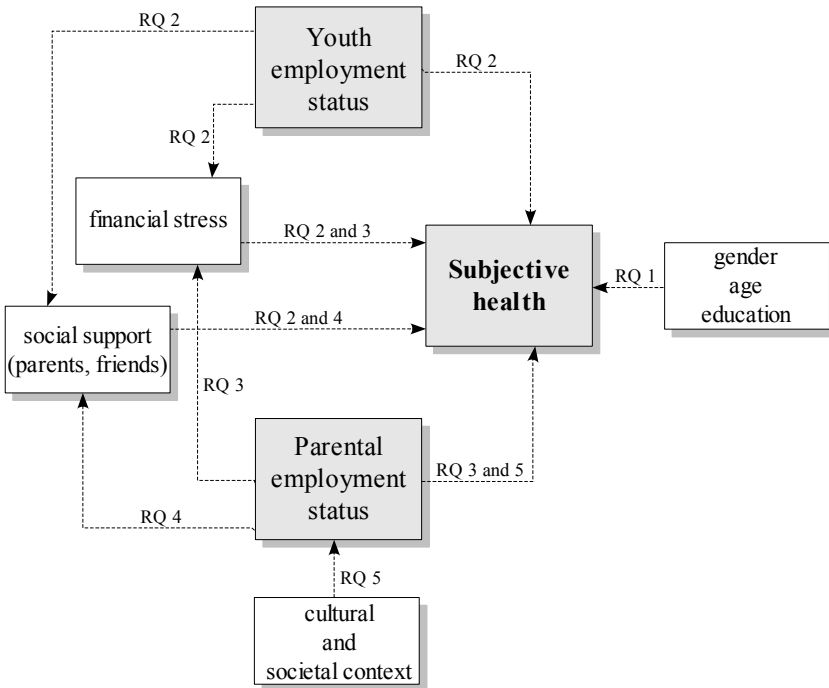 RQ 2
Youth
employment
status
RQ 2
RQ 2
financial stress
RQ 2 and 3
Subjective
health
RQ 1
gender
age
education
social support
(parents, friends)
RQ 2 and 4
RQ 3
Parental
employment
status
RQ 3 and 5
RQ 4
RQ 5
cultural
and
societal context